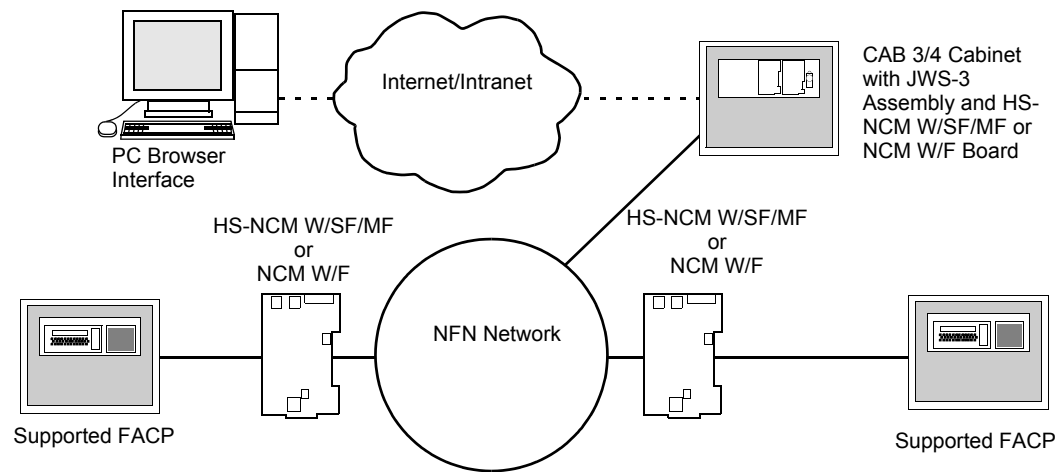 Internet/Intranet
CAB 3/4 Cabinet
with JWS-3
Assembly and HS-
NCM W/SF/MF or
NCM W/F Board
PC Browser
Interface
HS-NCM W/SF/MF
or
NCM W/F
HS-NCM W/SF/MF
or
NCM W/F
NFN Network
Supported FACP
Supported FACP